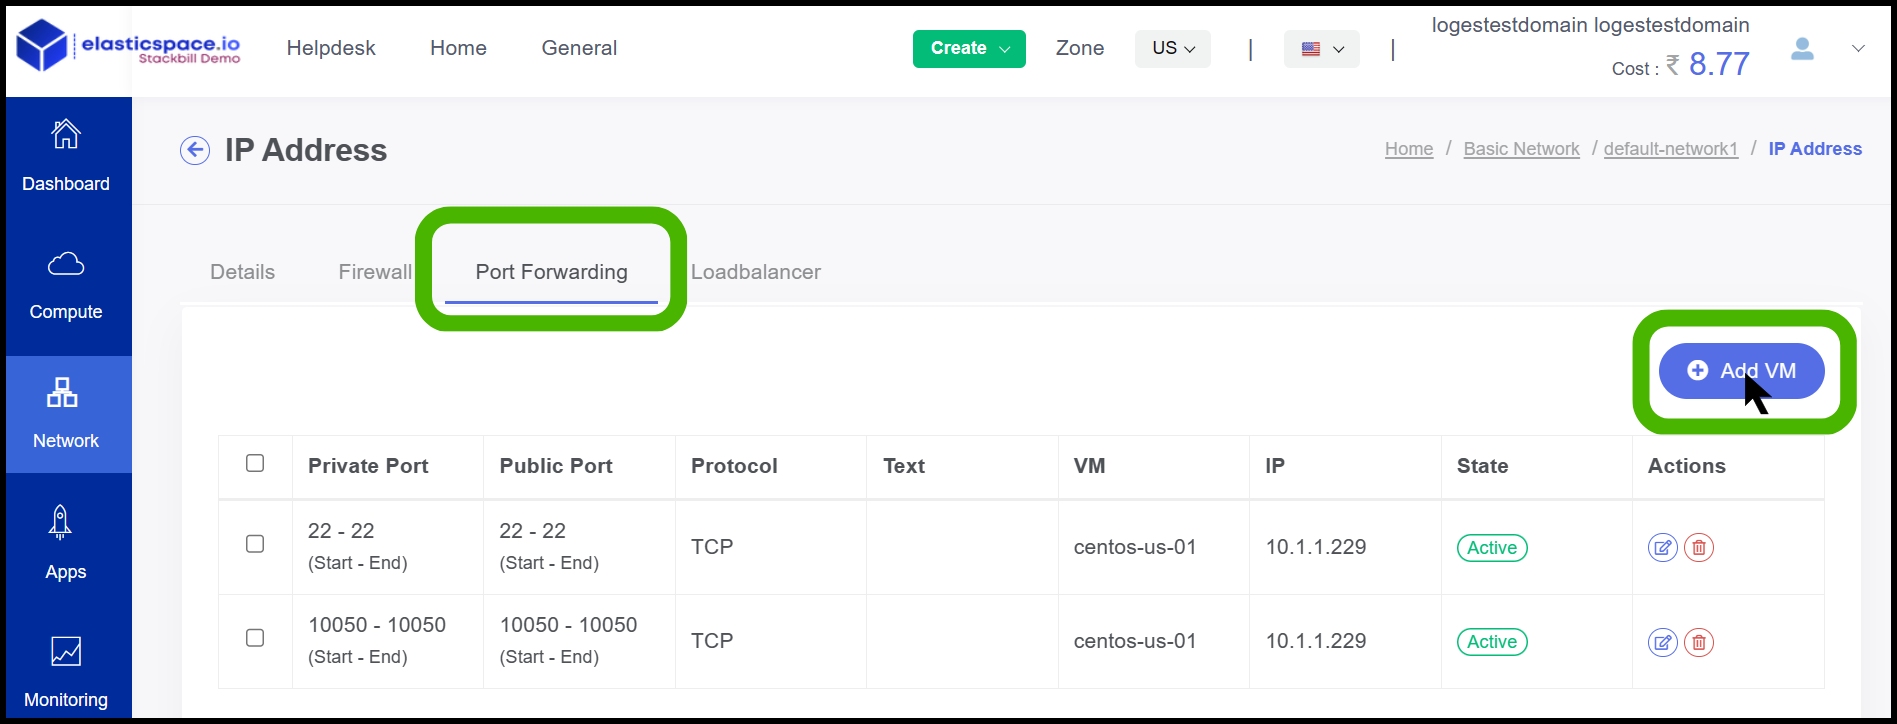 elasticspace.io
Stackbill Demo
Helpdesk Home General
Create Zone US | |
logestestdomain logestestdomain
Cost : ₹ 8.77
Dashboard
Compute
Network
Apps
Monitoring
IP Address
Home / Basic Network / default-network1 / IP Address
Details Firewall Port Forwarding Loadbalancer
Add VM
Private Port Public Port Protocol Text VM IP State Actions
22 - 22 22 - 22 TCP centos-us-01 10.1.1.229 Active
(Start - End) (Start - End)
10050 - 10050 10050 - 10050 TCP centos-us-01 10.1.1.229 Active
(Start - End) (Start - End)